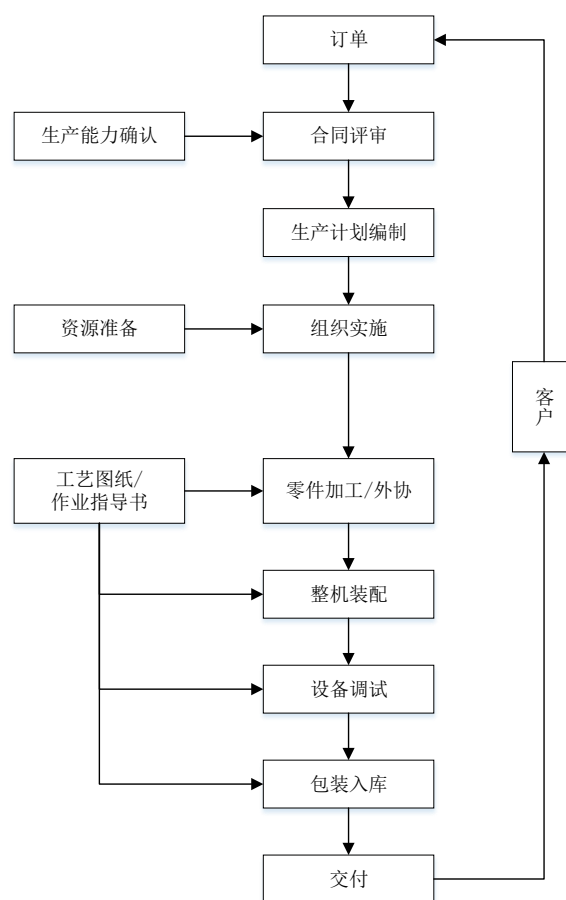 订单
生产能力确认
合同评审
生产计划编制
资源准备
组织实施
客
户
工艺图纸/
作业指导书
零件加工/外协
整机装配
设备调试
包装入库
交付